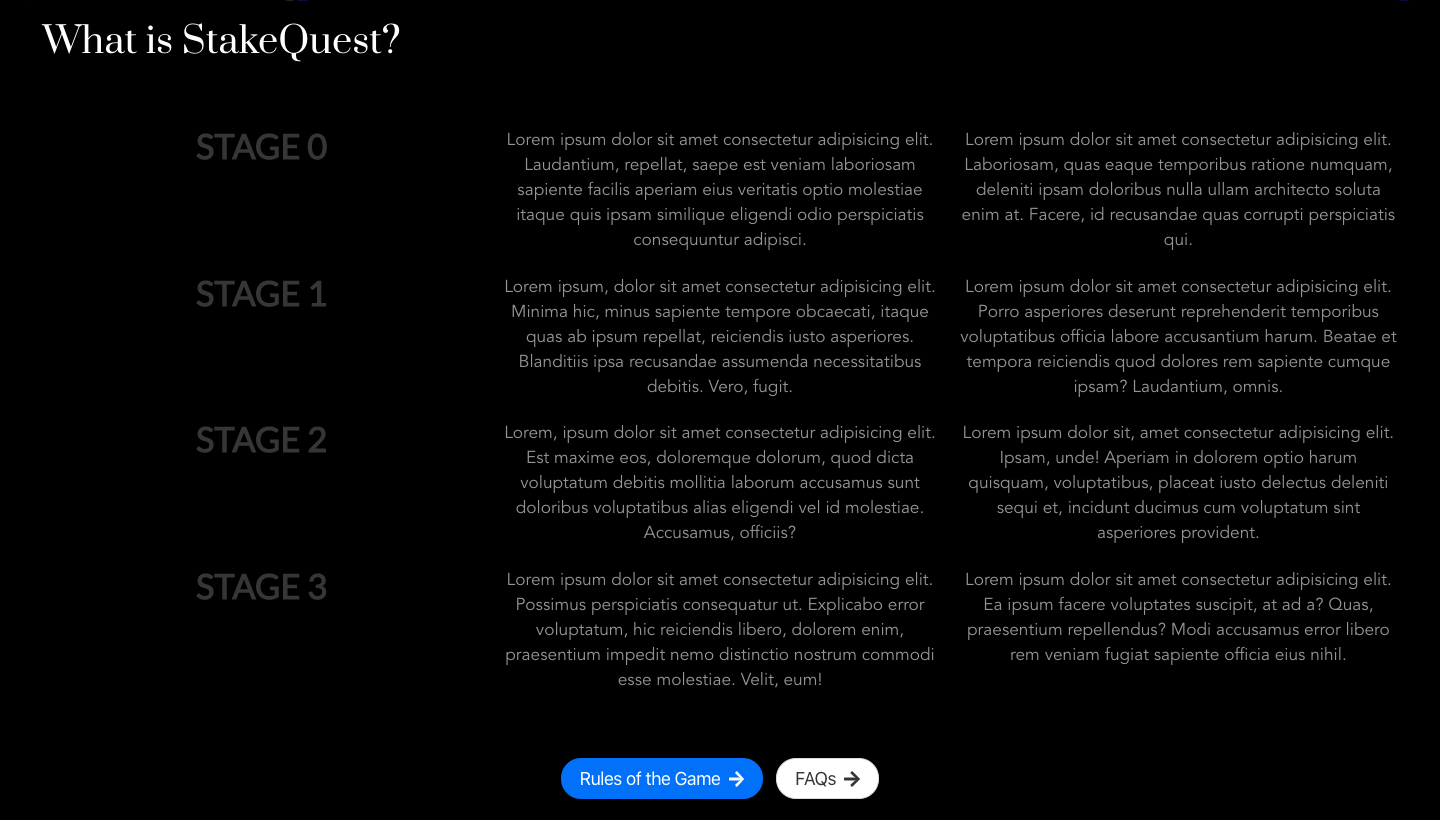 What is StakeQuest?
STAGE 0
Lorem ipsum dolor sit amet consectetur adipisicing elit.
Laudantium, repellat, saepe est veniam laboriosam
sapiente facilis aperiam eius veritatis optio molestiae
itaque quis ipsam similique eligendi odio perspiciatis
consequuntur adipisci.
Lorem ipsum dolor sit amet consectetur adipisicing elit.
Laboriosam, quas eaque temporibus ratione numquam,
deleniti ipsam doloribus nulla ullam architecto soluta
enim at. Facere, id recusandae quas corrupti perspiciatis
qui.
STAGE 1
Lorem ipsum, dolor sit amet consectetur adipisicing elit.
Minima hic, minus sapiente tempore obcaecati, itaque
quas ab ipsum repellat, reiciendis iusto asperiores.
Blanditiis ipsa recusandae assumenda necessitatibus
debitis. Vero, fugit.
Lorem ipsum dolor sit amet consectetur adipisicing elit.
Porro asperiores deserunt reprehenderit temporibus
voluptatibus officia labore accusantium harum. Beatae et
tempora reiciendis quod dolores rem sapiente cumque
ipsam? Laudantium, omnis.
STAGE 2
Lorem, ipsum dolor sit amet consectetur adipisicing elit.
Est maxime eos, doloremque dolorum, quod dicta
voluptatum debitis mollitia laborum accusamus sunt
doloribus voluptatibus alias eligendi vel id molestiae.
Accusamus, officiis?
Lorem ipsum dolor sit, amet consectetur adipisicing elit.
Ipsam, unde! Aperiam in dolorem optio harum
quisquam, voluptatibus, placeat iusto delectus deleniti
sequi et, incidunt ducimus cum voluptatum sint
asperiores provident.
STAGE 3
Lorem ipsum dolor sit amet consectetur adipisicing elit.
Possimus perspiciatis consequatur ut. Explicabo error
voluptatum, hic reiciendis libero, dolorem enim,
praesentium impedit nemo distinctio nostrum commodi
esse molestiae. Velit, eum!
Lorem ipsum dolor sit amet consectetur adipisicing elit.
Ea ipsum facere voluptates suscipit, at ad a? Quas,
praesentium repellendus? Modi accusamus error libero
rem veniam fugiat sapiente officia eius nihil.
Rules of the Game
FAQs